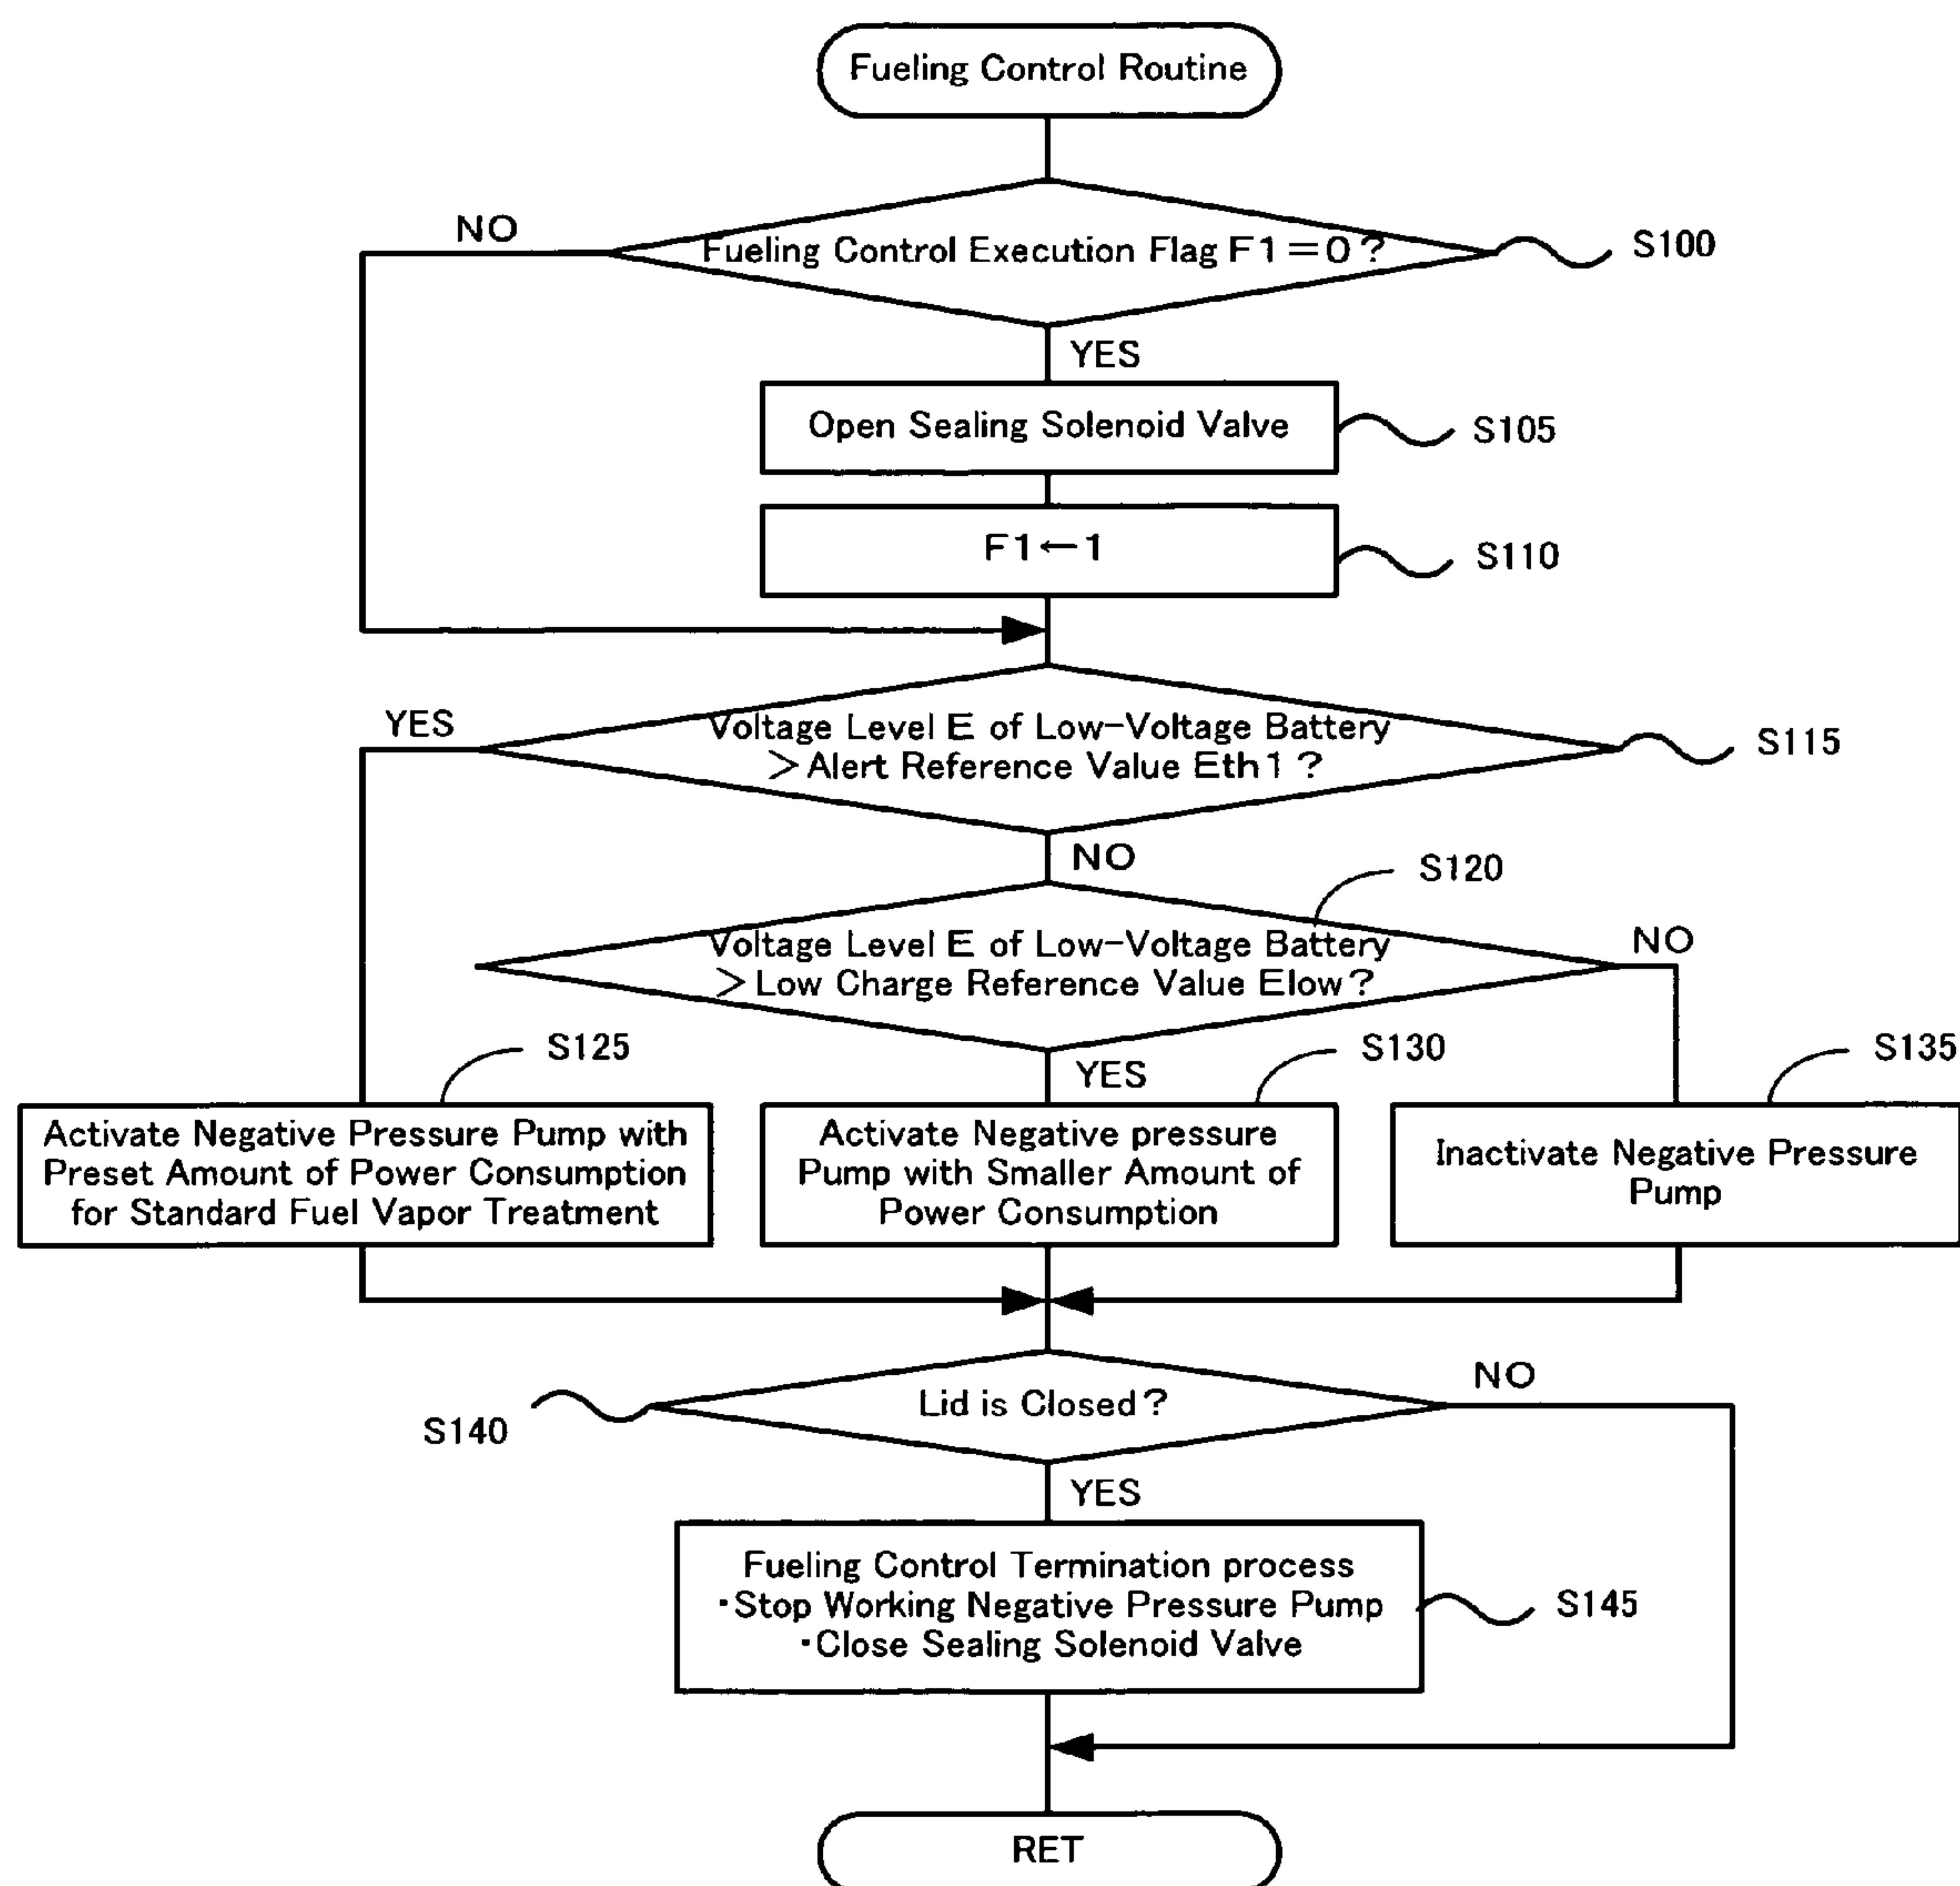 Fueling Control Routine
NO
Fueling Control Execution Flag F1=0?
S100
YES
Open Sealing Solenoid Valve
S105
F1←1
S110
YES
Voltage Level E of Low-Voltage Battery
>Alert Reference Value Eth1?
S115
NO
S120
Voltage Level E of Low-Voltage Battery
>Low Charge Reference Value Elow?
NO
S125
YES
S130
S135
Activate Negative Pressure Pump with
Preset Amount of Power Consumption
for Standard Fuel Vapor Treatment
Activate Negative pressure
Pump with Smaller Amount of
Power Consumption
Inactivate Negative Pressure
Pump
Lid is Closed?
NO
S140
YES
Fueling Control Termination process
・Stop Working Negative Pressure Pump
・Close Sealing Solenoid Valve
S145
RET